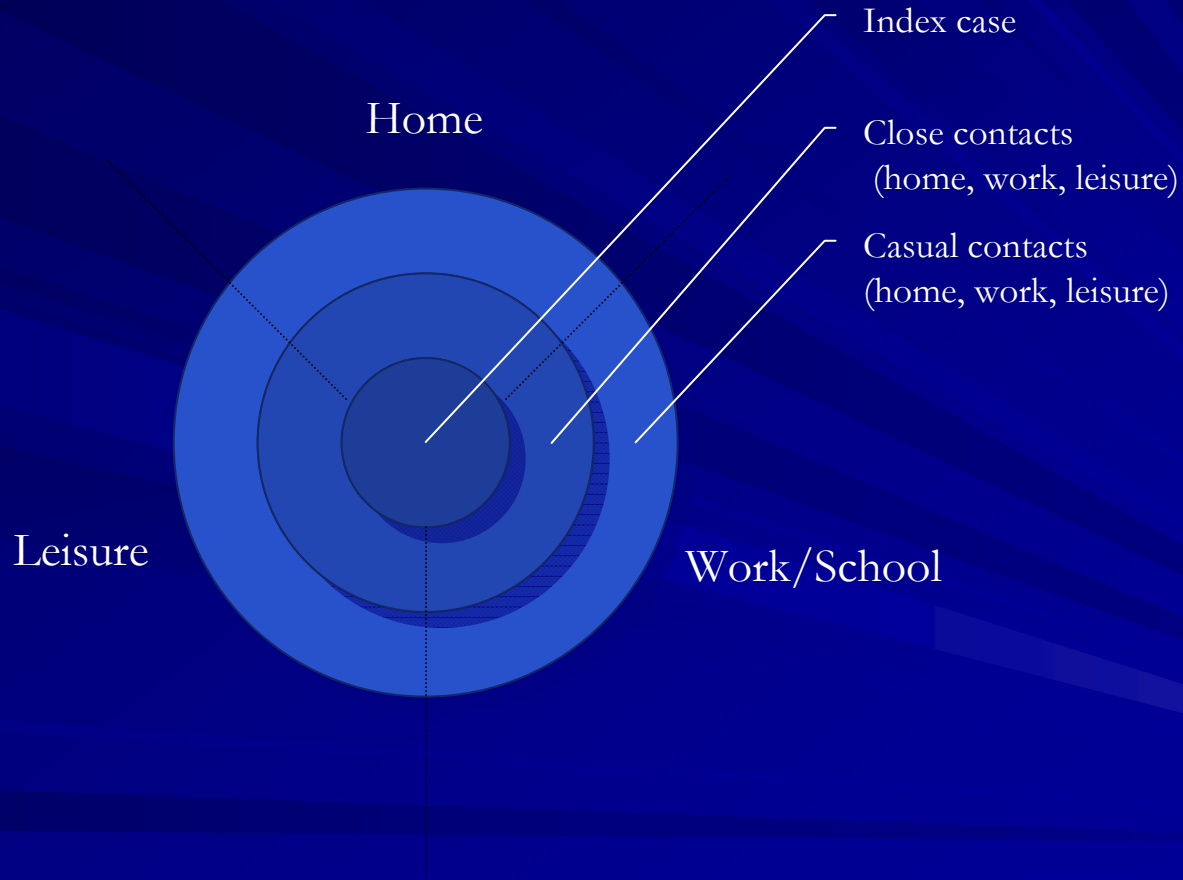 Index case
Home
Close contacts
(home, work, leisure)
Casual contacts
(home, work, leisure)
Leisure
Work/School